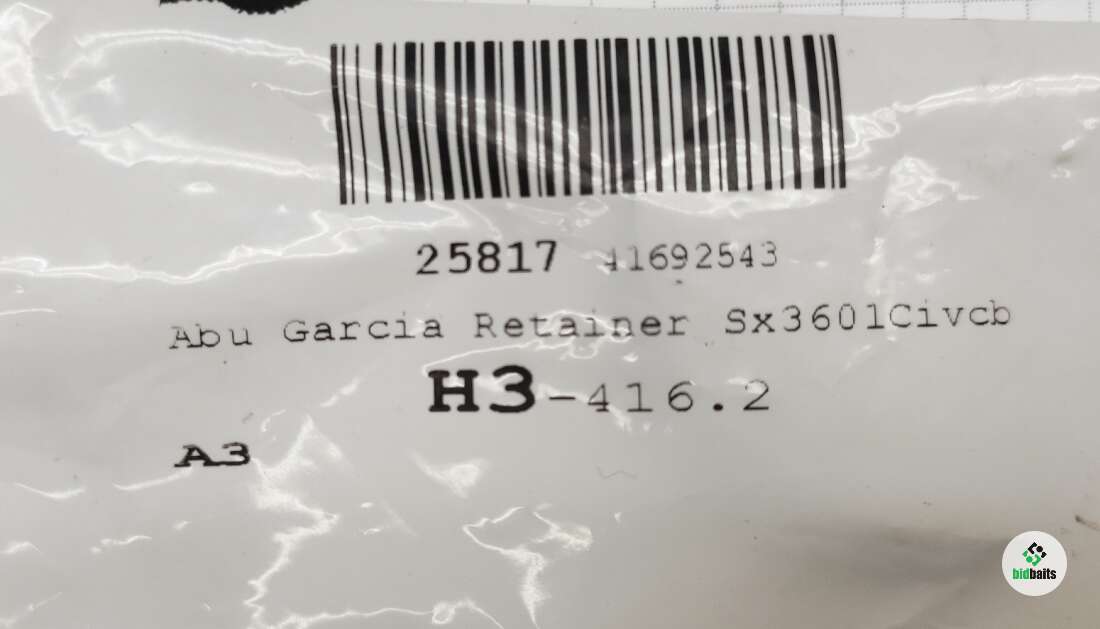 25817 41692543
Abu Garcia Retainer Sx3601Civcb
H3-416.2
A3
bidbaits